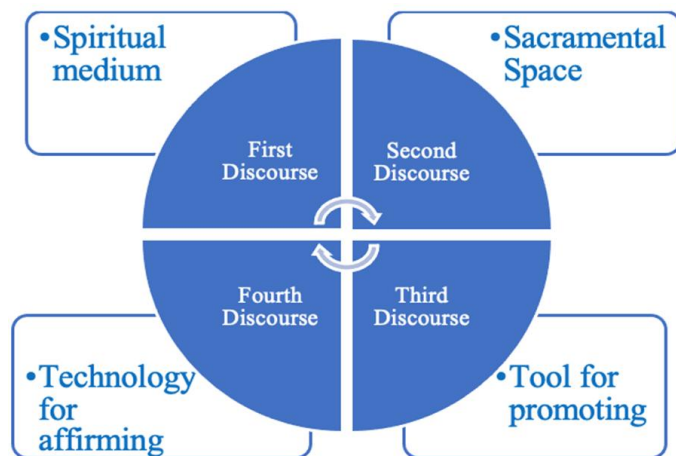 •Spiritual
medium
•Sacramental
Space
First
Discourse
Second
Discourse
Fourth
Discourse
Third
Discourse
•Technology
for
affirming
•Tool for
promoting